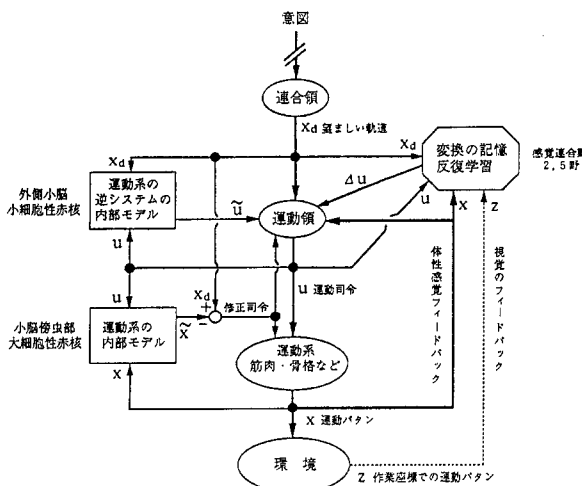 意図
連合領
Xd 望ましい軌道
Xd
Xd
変換の記憶
反復学習
感覚連合野
2,5野
外側小脳
小細胞性赤核
運動系の
逆システムの
内部モデル
ũ
運動領
Δu
u
X
Z
u
u
Xd
+
-
修正司令
u 運動司令
小脳傍虫部
大細胞性赤核
運動系の
内部モデル
x̃
X
運動系
筋肉・骨格など
体性感覚フィードバック
視覚のフィードバック
X 運動パタン
環境
Z 作業座標での運動パタン